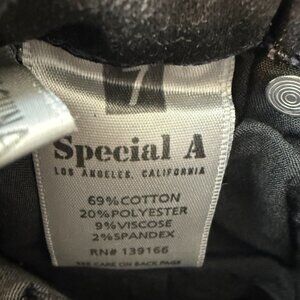 7
Special A
LOS ANGELES, CALIFORNIA
69%COTTON
20%POLYESTER
9%VISCOSE
2%SPANDEX
RN# 139166
SEE CARE ON BACK PAGE